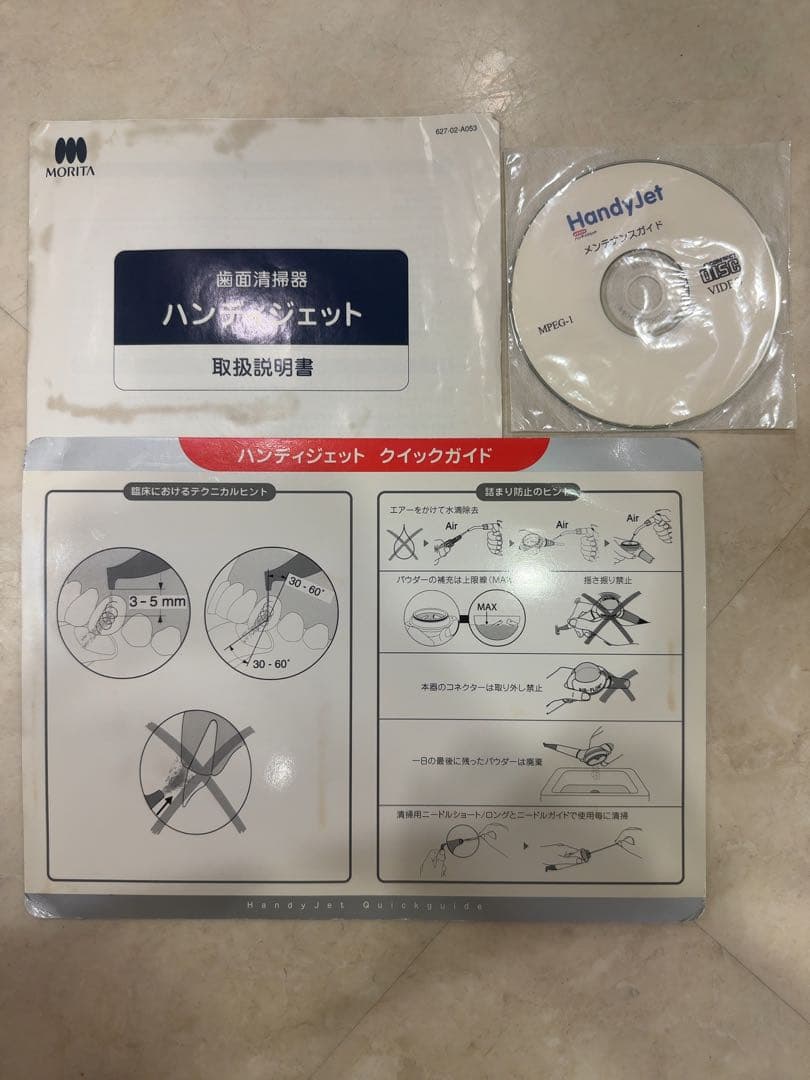 627-02-A053
MORITA
歯面清掃器
ハンディジェット
取扱説明書
HandyJet
メンテナンスガイド
DISC
VIDEO
MPEG-1
ハンディジェット クイックガイド
臨床におけるテクニカルヒント
3-5 mm
30-60°
30-60°
詰まり防止のヒント
エアーをかけて水滴除去
Air
Air
Air
パウダーの補充は上限線(MAX
MAX
揺さ振り禁止
本器のコネクターは取り外し禁止
一日の最後に残ったパウダーは廃棄
清掃用ニードルショート/ロングとニードルガイドで使用毎に清掃
HandyJet Quickguide